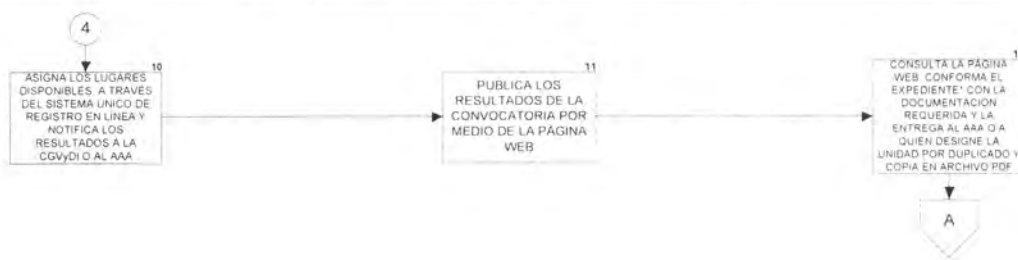 4
10
ASIGNA LOS LUGARES
DISPONIBLES, A TRAVÉS
DEL SISTEMA ÚNICO DE
REGISTRO EN LÍNEA Y
NOTIFICA LOS
RESULTADOS A LA
CGVyDI O AL AAA
11
PUBLICA LOS
RESULTADOS DE LA
CONVOCATORIA POR
MEDIO DE LA PÁGINA
WEB
CONSULTA LA PÁGINA
WEB CONFORMA EL
EXPEDIENTE* CON LA
DOCUMENTACIÓN
REQUERIDA Y LA
ENTREGA AL AAA O A
QUIEN DESIGNE LA
UNIDAD POR DUPLICADO Y
COPIA EN ARCHIVO PDF
A